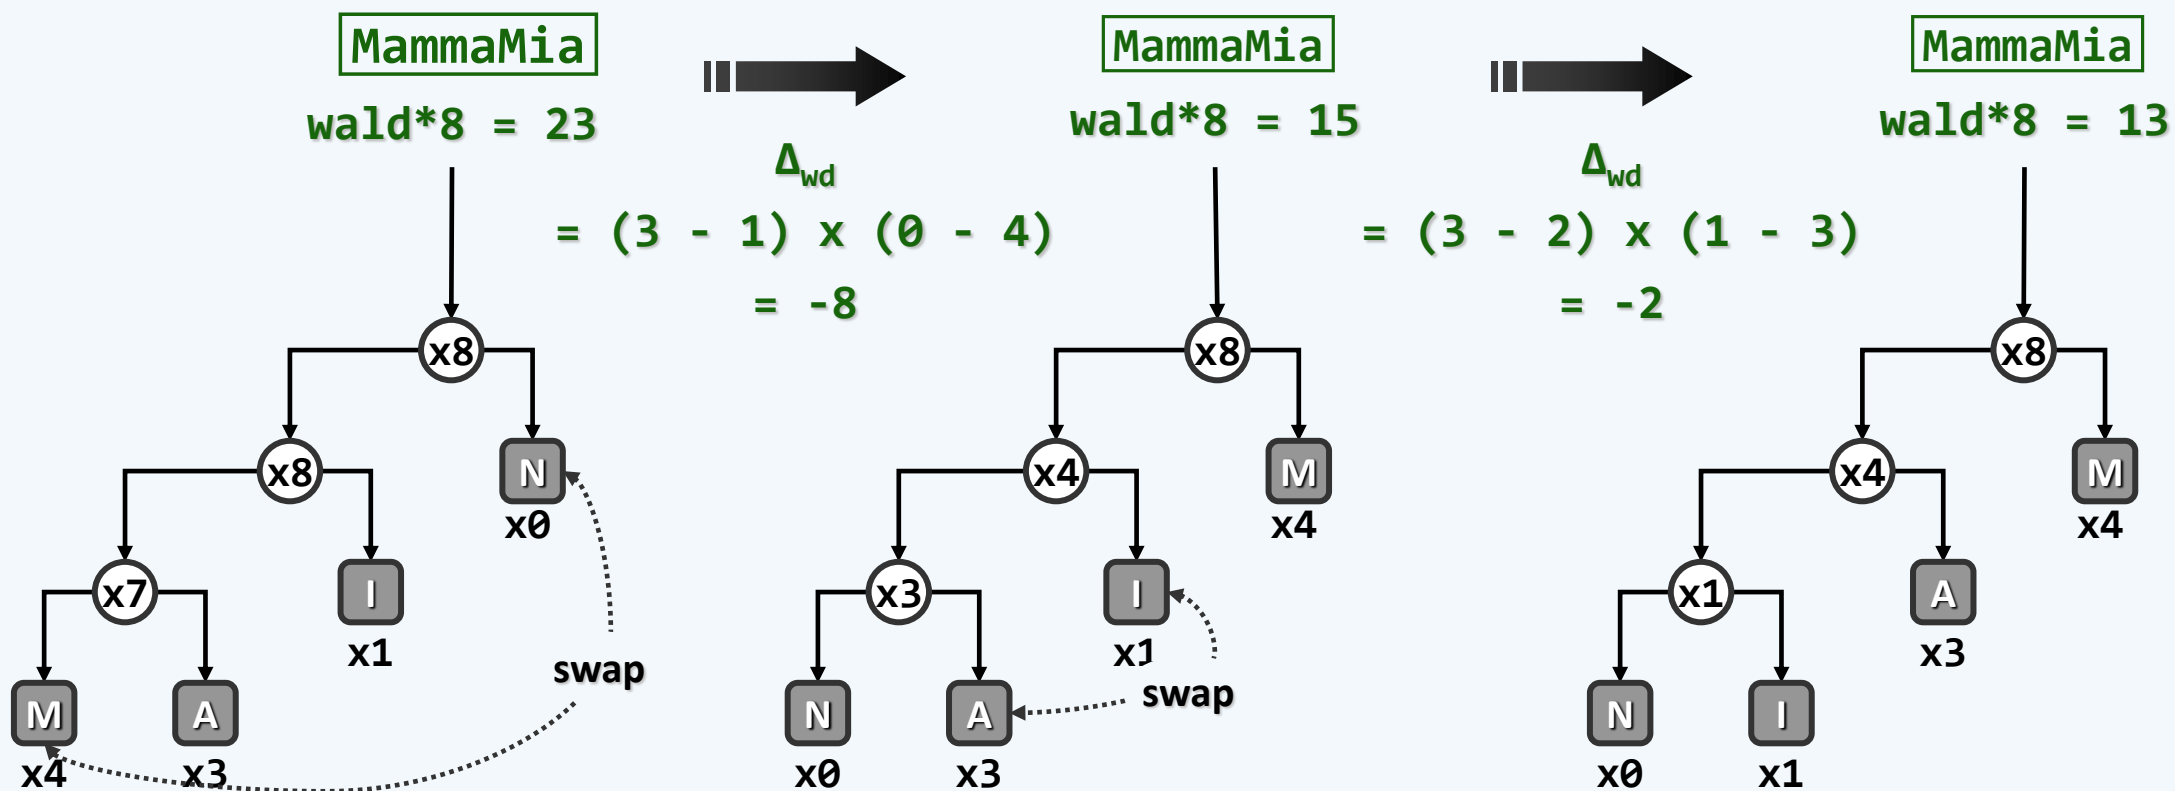 MammaMia
wald*8 = 23
Δwd
= (3 - 1) x (0 - 4)
= -8
MammaMia
wald*8 = 15
Δwd
= (3 - 2) x (1 - 3)
= -2
MammaMia
wald*8 = 13
x8
x8
N
x0
x7
I
x1
M
A
x4
x3
swap
x8
x4
M
x4
x3
I
x1
N
A
x0
x3
swap
x8
x4
M
x4
x1
A
x3
N
I
x0
x1